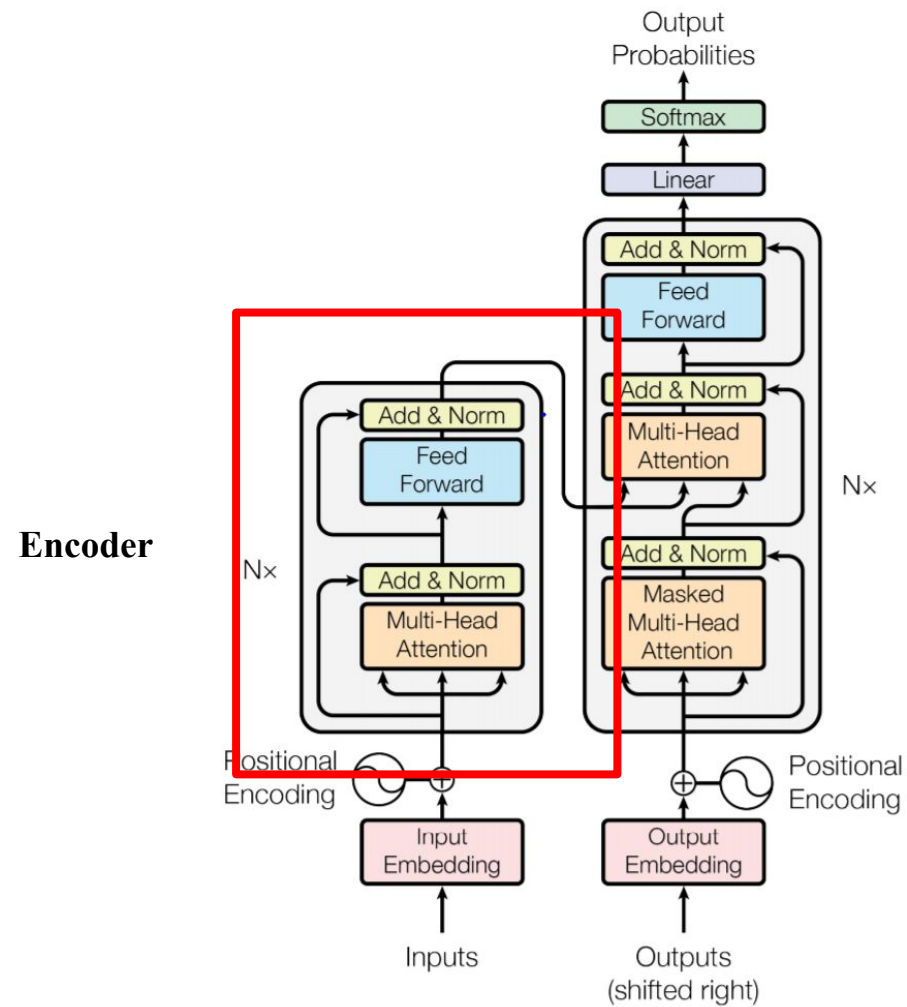 Output
Probabilities
Softmax
Linear
Add & Norm
Feed
Forward
Add & Norm
Multi-Head
Attention
Nx
Add & Norm
Masked
Multi-Head
Attention
Positional
Encoding
Output
Embedding
Outputs
(shifted right)
Encoder
Nx
Add & Norm
Feed
Forward
Add & Norm
Multi-Head
Attention
Positional
Encoding
Input
Embedding
Inputs